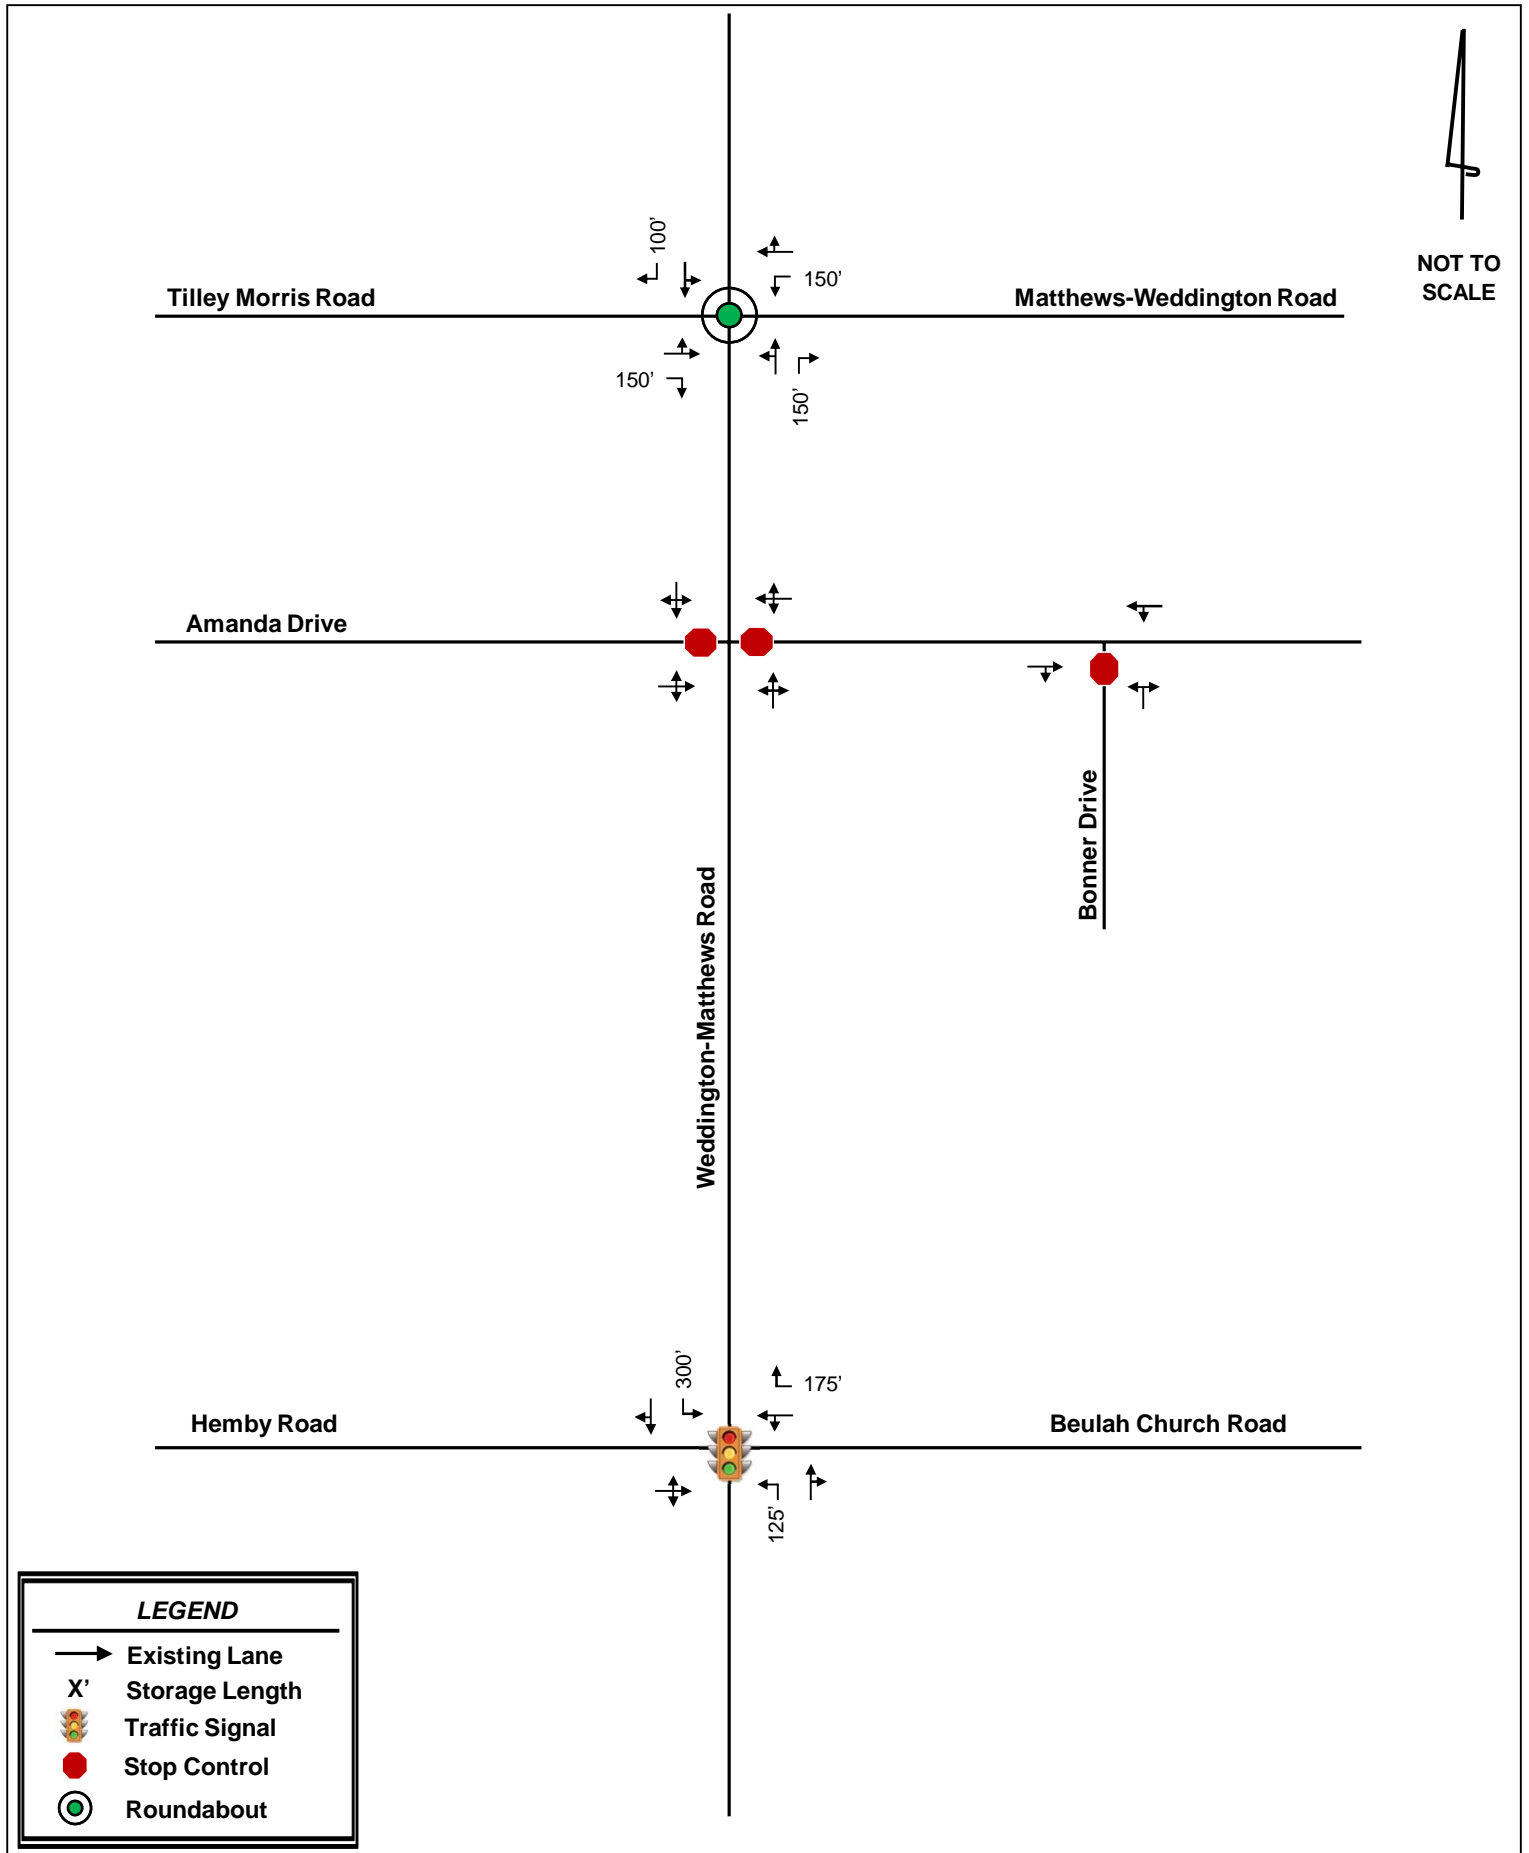 NOT TO
SCALE
100’
150’
Tilley Morris Road
Matthews-Weddington Road
150’
150’
Amanda Drive
Bonner Drive
Weddington-Matthews Road
300’
175’
Hemby Road
Beulah Church Road
125’
LEGEND
Existing Lane
X’ Storage Length
Traffic Signal
Stop Control
Roundabout